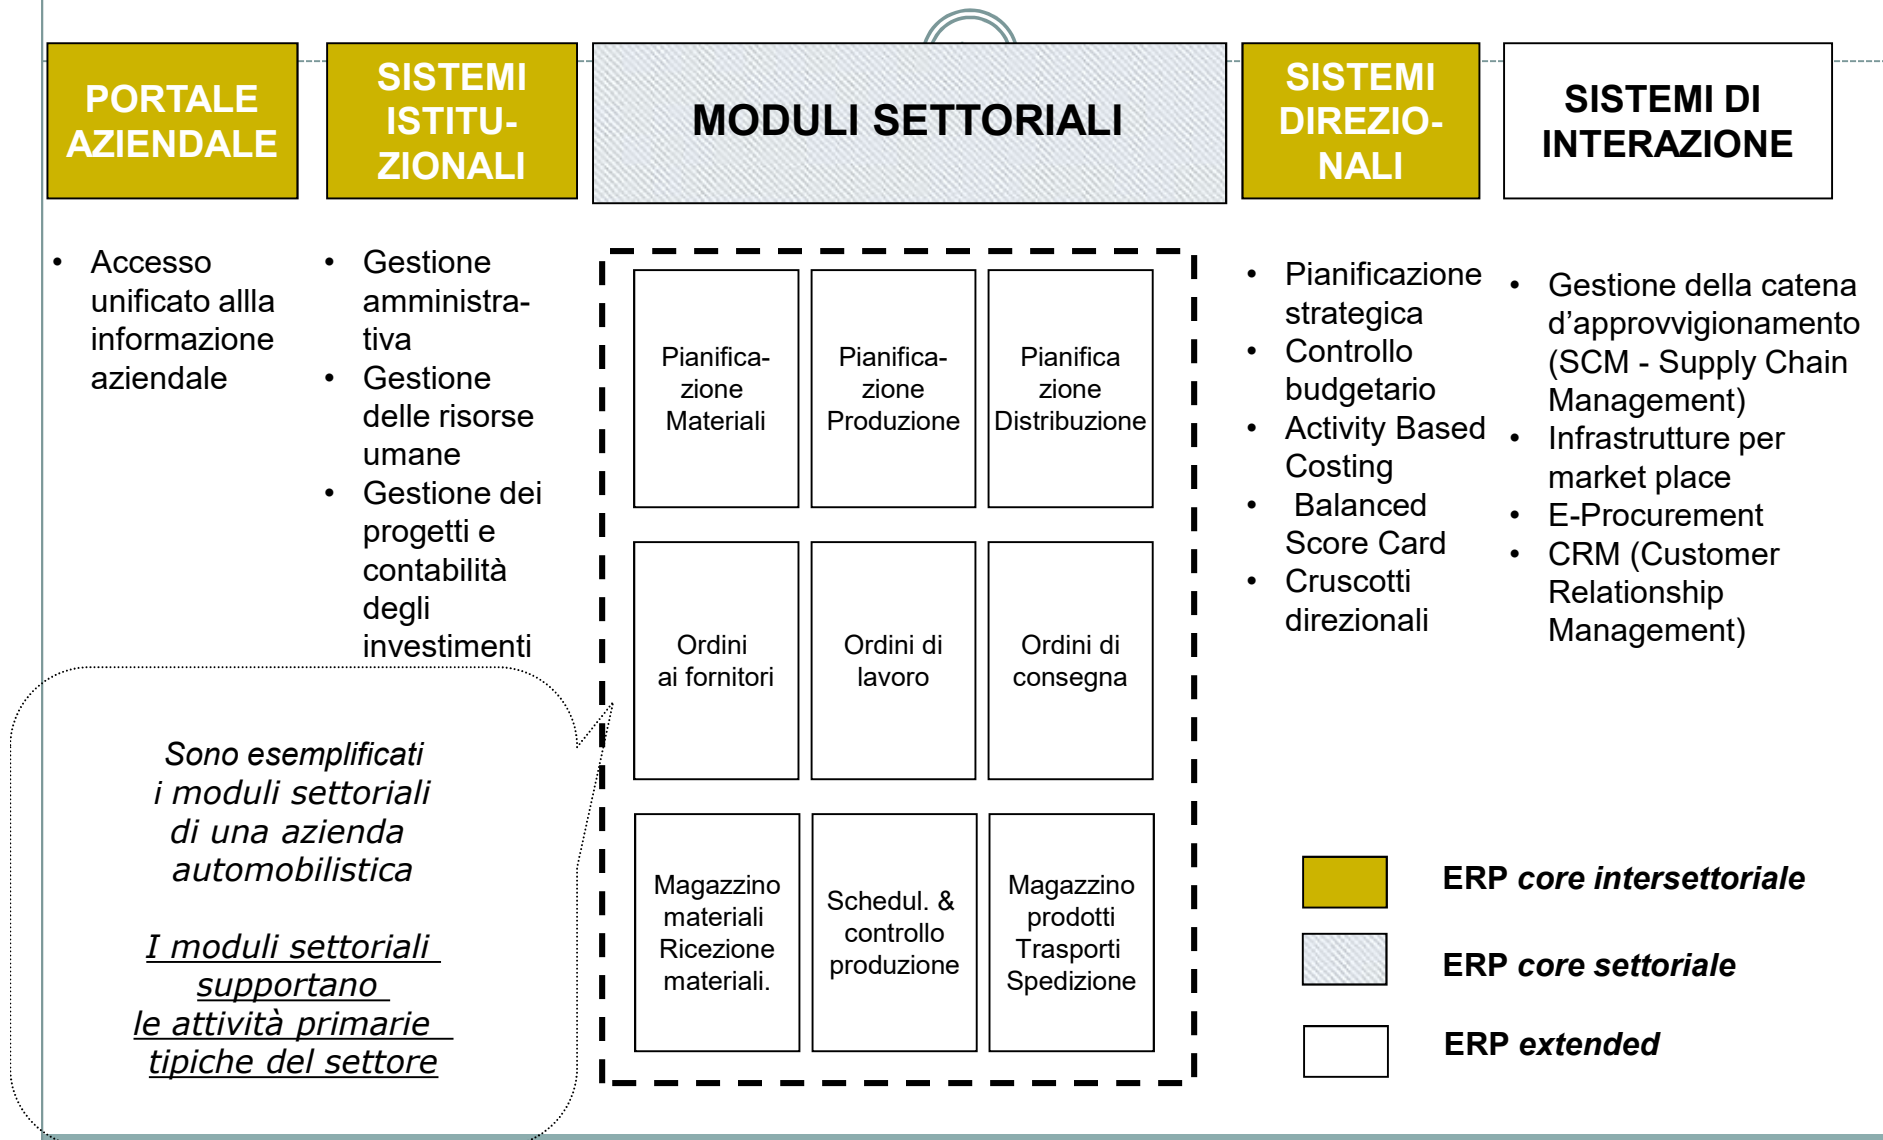 PORTALE
AZIENDALE
SISTEMI
ISTITU-
ZIONALI
MODULI SETTORIALI
SISTEMI
DIREZIO-
NALI
SISTEMI DI
INTERAZIONE
• Accesso
unificato allla
informazione
aziendale
• Gestione
amministra-
tiva
• Gestione
delle risorse
umane
• Gestione dei
progetti e
contabilità
degli
investimenti
Pianifica-
zione
Materiali
Pianifica-
zione
Produzione
Pianifica
zione
Distribuzione
Ordini
ai fornitori
Ordini di
lavoro
Ordini di
consegna
Magazzino
materiali
Ricezione
materiali.
Schedul. &
controllo
produzione
Magazzino
prodotti
Trasporti
Spedizione
• Pianificazione
strategica
• Controllo
budgetario
• Activity Based
Costing
• Balanced
Score Card
• Cruscotti
direzionali
• Gestione della catena
d’approvvigionamento
(SCM - Supply Chain
Management)
• Infrastrutture per
market place
• E-Procurement
• CRM (Customer
Relationship
Management)
Sono esemplificati
i moduli settoriali
di una azienda
automobilistica
I moduli settoriali
supportano
le attività primarie
tipiche del settore
ERP core intersettoriale
ERP core settoriale
ERP extended